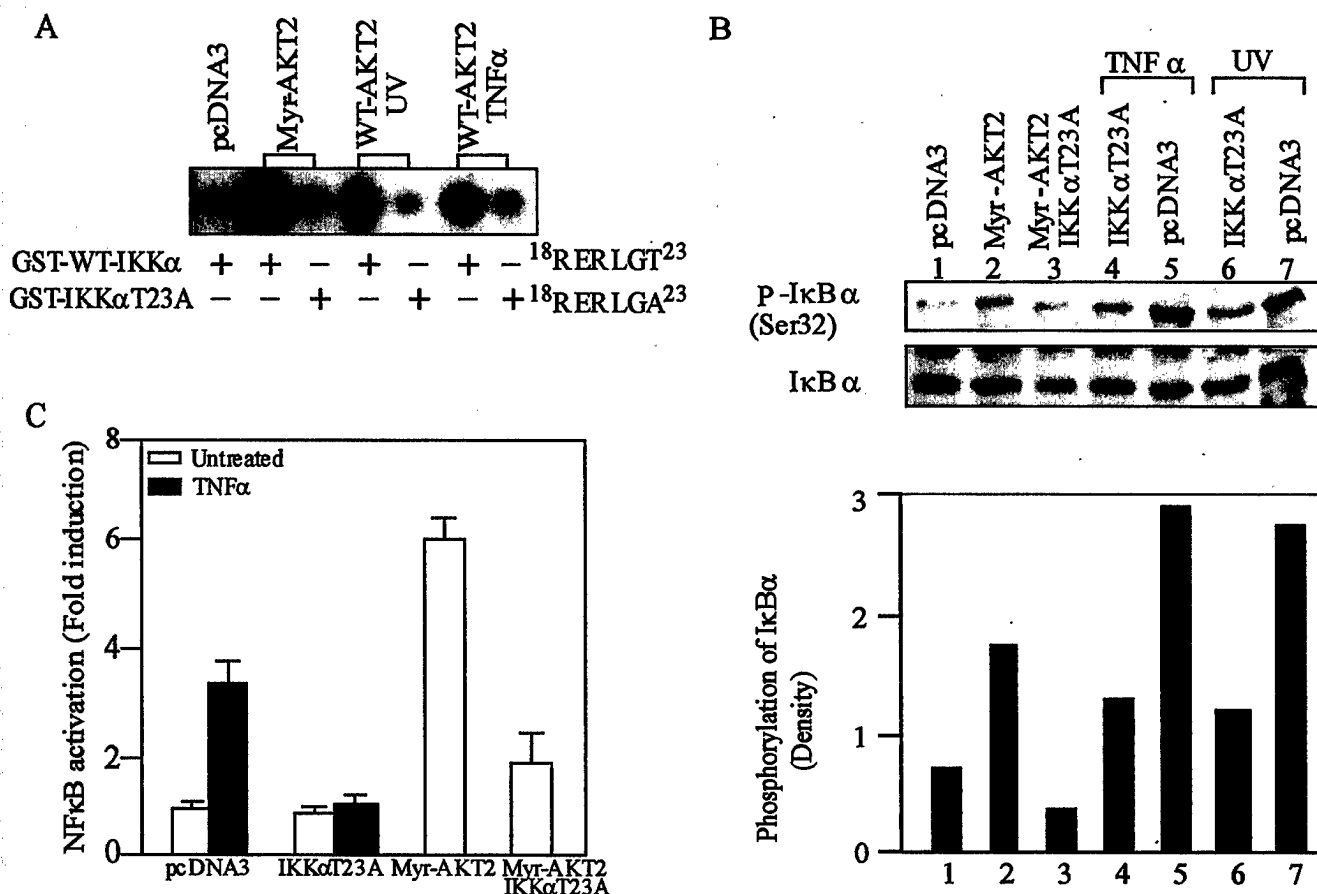 A
pcDNA3
Myr-AKT2
WT-AKT2
UV
WT-AKT2
TNFα
GST-WT-IKKα + + – + – + – ¹⁸RERLGT²³
GST-IKKαT23A – – + – + – + ¹⁸RERLGA²³
B
TNF α
UV
pcDNA3
Myr-AKT2
Myr-AKT2
IKKαT23A
IKKαT23A
pcDNA3
IKKαT23A
pcDNA3
1 2 3 4 5 6 7
p-IκBα
(Ser32)
IκBα
3
2
1
0
Phosphorylation of IκBα
(Density)
1 2 3 4 5 6 7
C
8
6
4
2
0
NFκB activation (Fold induction)
Untreated
TNFα
pcDNA3 IKKαT23A Myr-AKT2 Myr-AKT2
IKKαT23A